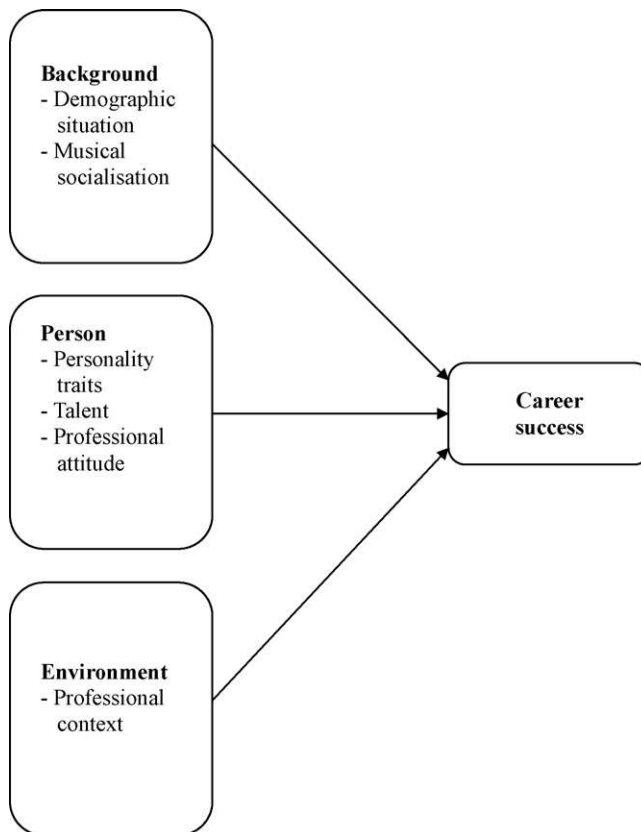 Background
- Demographic
situation
- Musical
socialisation
Person
- Personality
traits
- Talent
- Professional
attitude
Career
success
Environment
- Professional
context